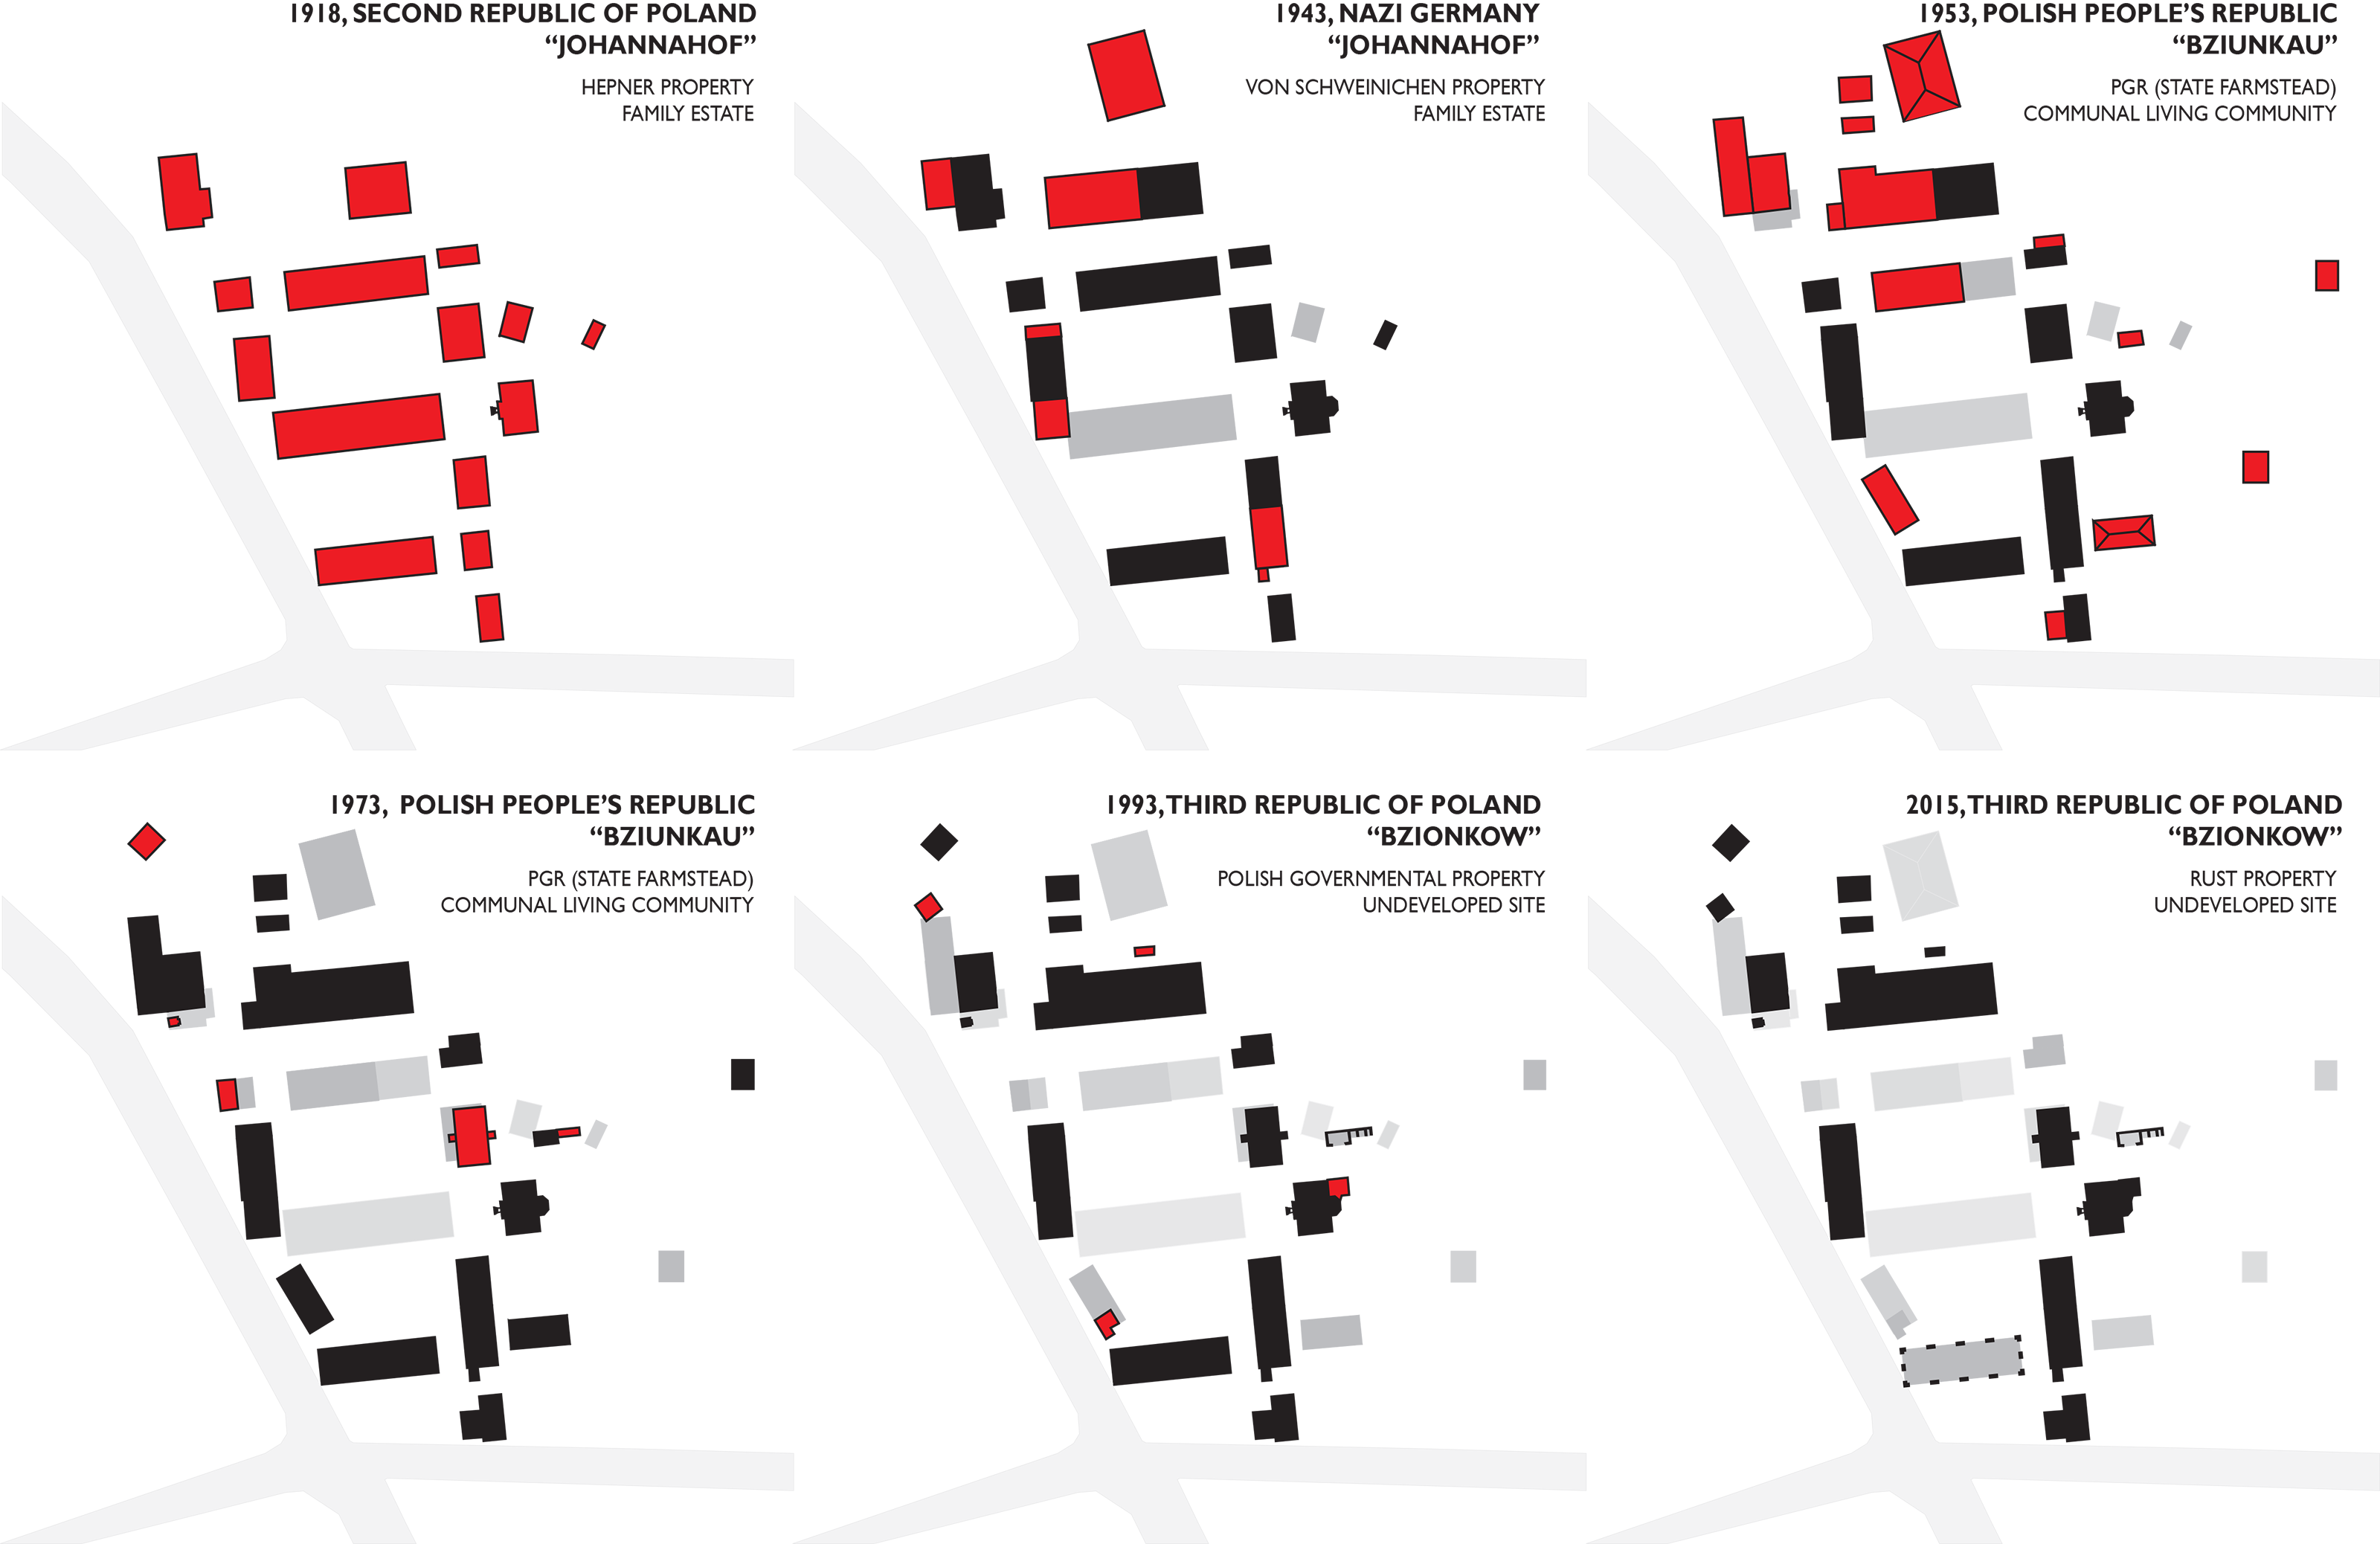 1918, SECOND REPUBLIC OF POLAND
“JOHANNAHOF”
HEPNER PROPERTY
FAMILY ESTATE
1943, NAZI GERMANY
“JOHANNAHOF”
VON SCHWEINICHEN PROPERTY
FAMILY ESTATE
1953, POLISH PEOPLE’S REPUBLIC
“BZIUNKAU”
PGR (STATE FARMSTEAD)
COMMUNAL LIVING COMMUNITY
1973, POLISH PEOPLE’S REPUBLIC
“BZIUNKAU”
PGR (STATE FARMSTEAD)
COMMUNAL LIVING COMMUNITY
1993, THIRD REPUBLIC OF POLAND
“BZIONKOW”
POLISH GOVERNMENTAL PROPERTY
UNDEVELOPED SITE
2015, THIRD REPUBLIC OF POLAND
“BZIONKOW”
RUST PROPERTY
UNDEVELOPED SITE